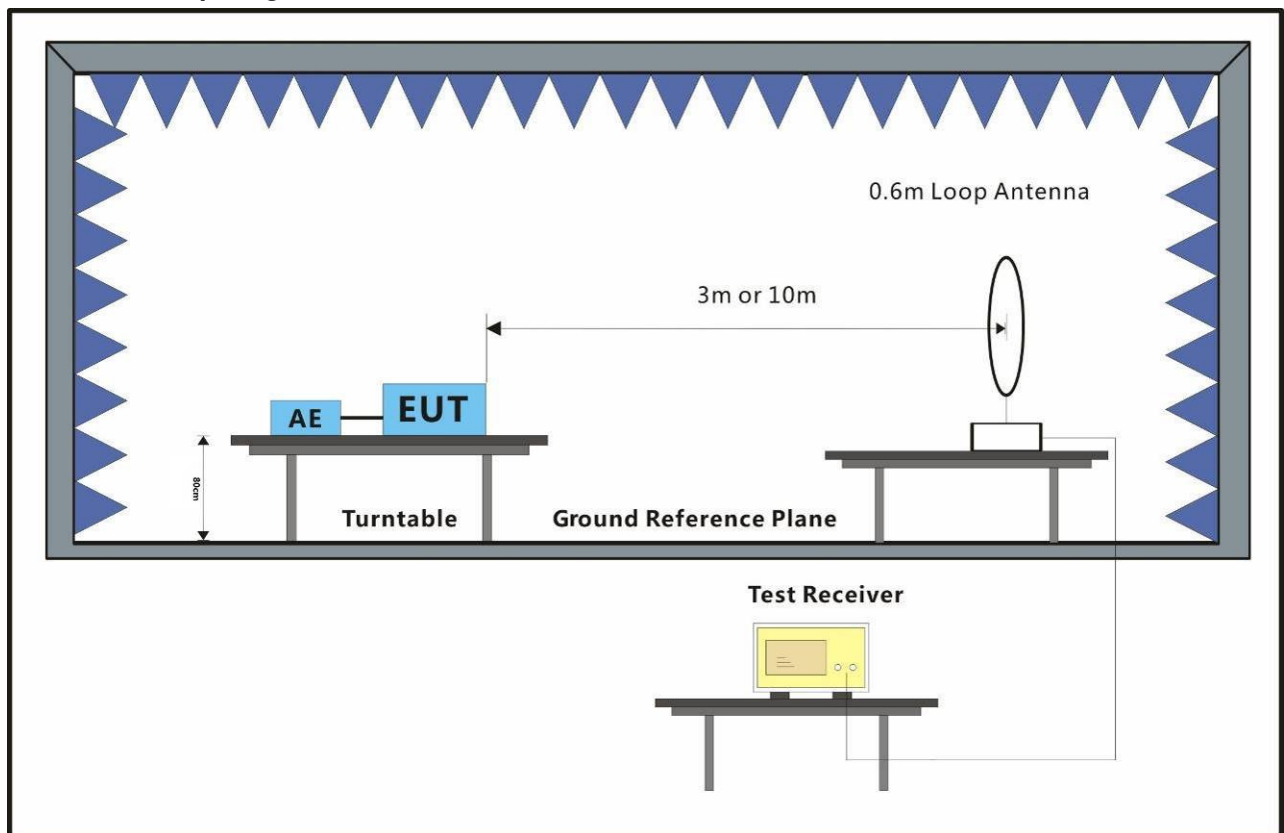 0.6m Loop Antenna
3m or 10m
AE
EUT
80cm
Turntable
Ground Reference Plane
Test Receiver